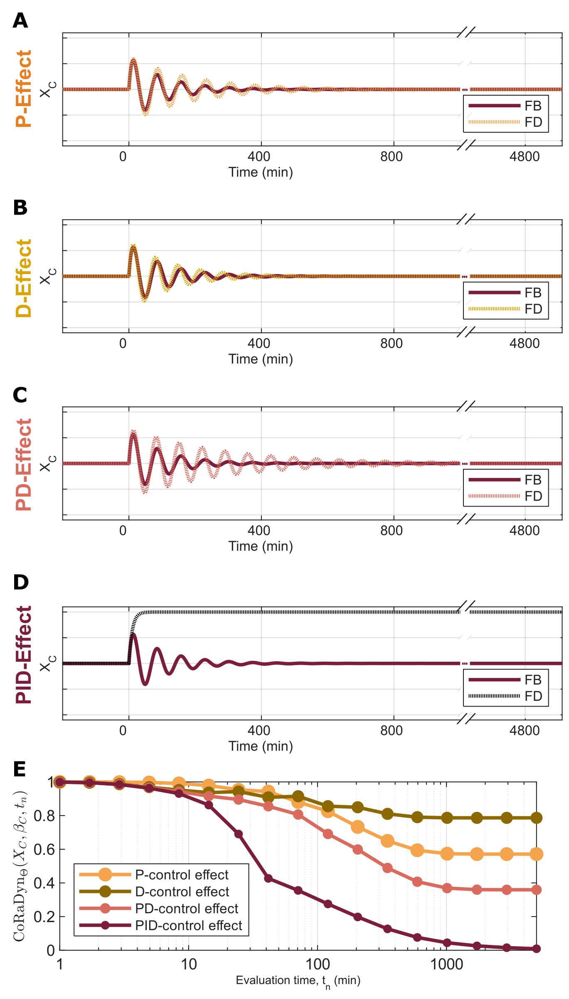 A
P-Effect
X_C
FB
FD
0 400 800 4800
Time (min)
B
D-Effect
X_C
FB
FD
0 400 800 4800
Time (min)
C
PD-Effect
X_C
FB
FD
0 400 800 4800
Time (min)
D
PID-Effect
X_C
FB
FD
0 400 800 4800
Time (min)
E
CoRaDyn_Θ(X_C, β_C, t_n)
1
0.8
0.6
0.4
0.2
0
P-control effect
D-control effect
PD-control effect
PID-control effect
1 10 100 1000
Evaluation time, t_n (min)